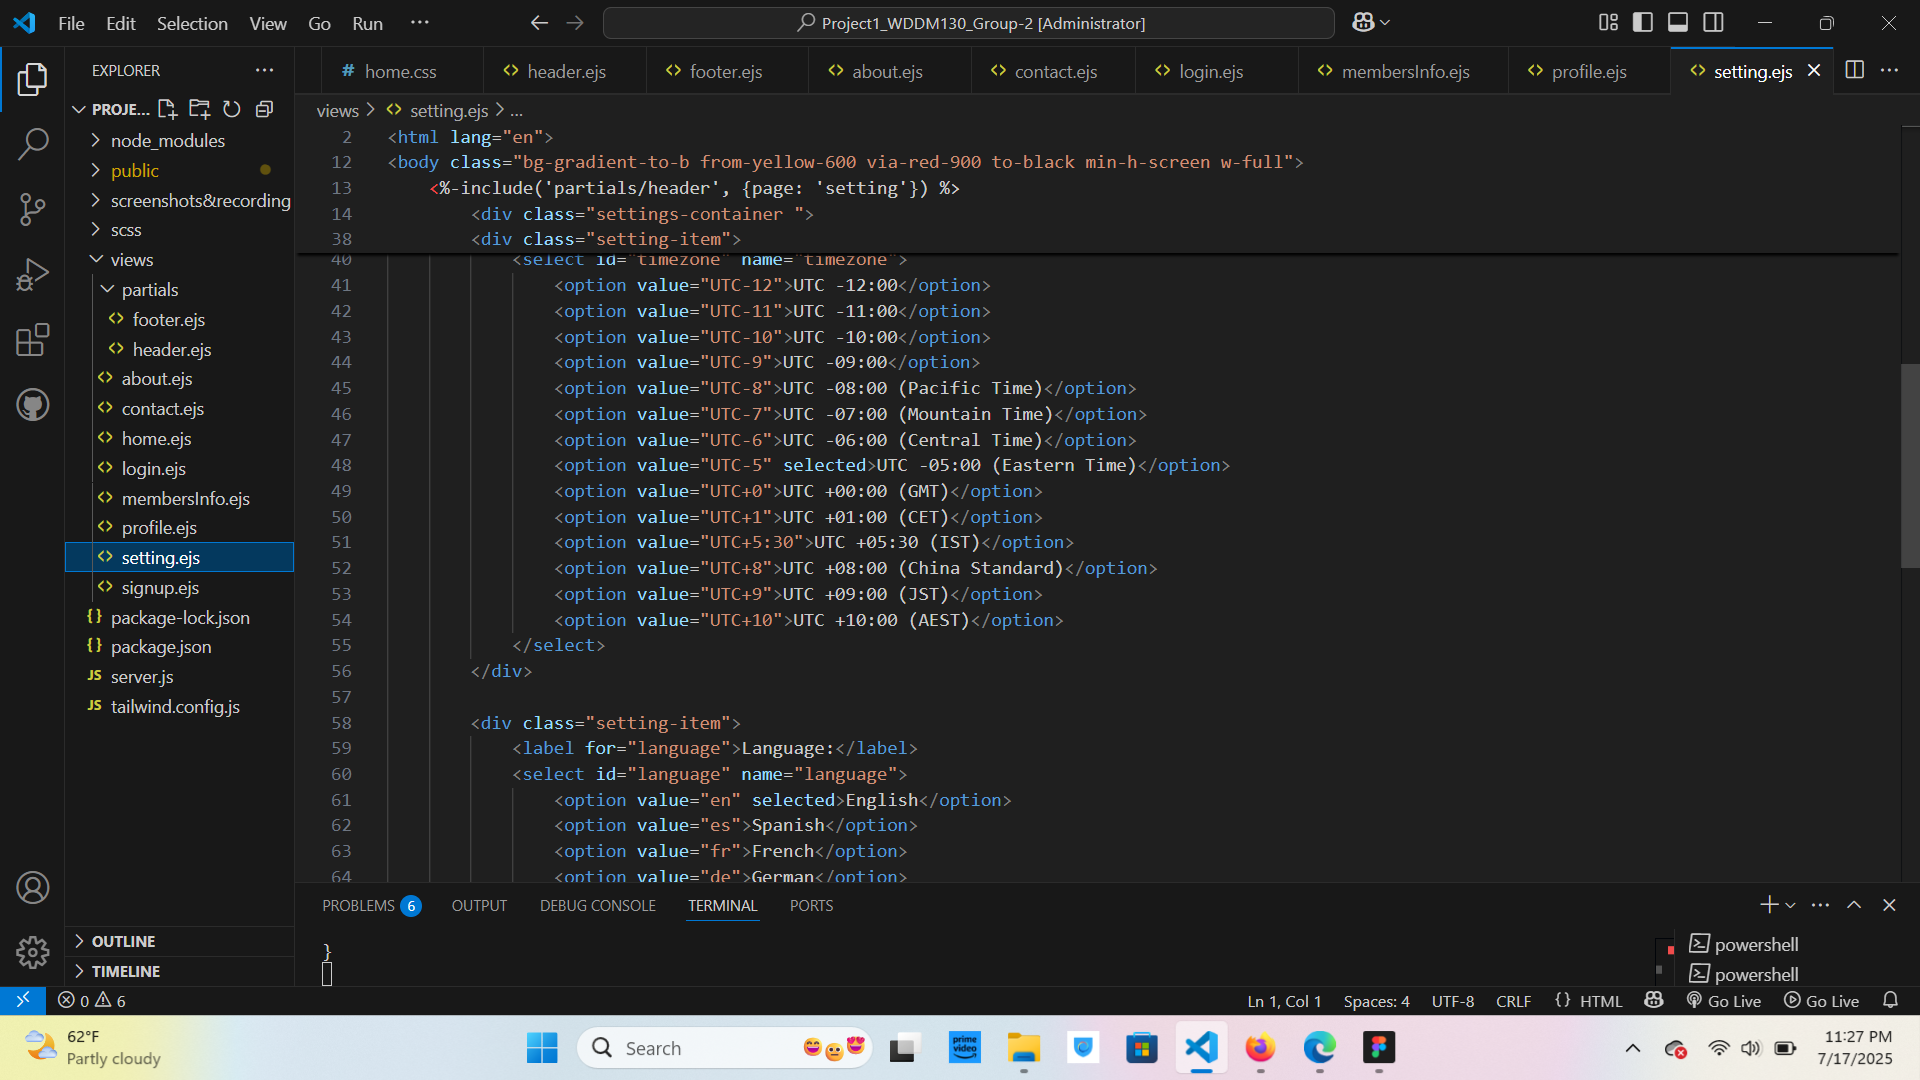 File Edit Selection View Go Run ···
Project1_WDDM130_Group-2 [Administrator]
EXPLORER
PROJE...
node_modules
public
screenshots&recording
scss
views
partials
footer.ejs
header.ejs
about.ejs
contact.ejs
home.ejs
login.ejs
membersInfo.ejs
profile.ejs
setting.ejs
signup.ejs
package-lock.json
package.json
JS server.js
JS tailwind.config.js
OUTLINE
TIMELINE
# home.css header.ejs footer.ejs about.ejs contact.ejs login.ejs membersInfo.ejs profile.ejs setting.ejs
views > setting.ejs > ...
2 <html lang="en">
12 <body class="bg-gradient-to-b from-yellow-600 via-red-900 to-black min-h-screen w-full">
13 <%-include('partials/header', {page: 'setting'}) %>
14 <div class="settings-container ">
38 <div class="setting-item">
40 <select id="timezone" name="timezone">
41 <option value="UTC-12">UTC -12:00</option>
42 <option value="UTC-11">UTC -11:00</option>
43 <option value="UTC-10">UTC -10:00</option>
44 <option value="UTC-9">UTC -09:00</option>
45 <option value="UTC-8">UTC -08:00 (Pacific Time)</option>
46 <option value="UTC-7">UTC -07:00 (Mountain Time)</option>
47 <option value="UTC-6">UTC -06:00 (Central Time)</option>
48 <option value="UTC-5" selected>UTC -05:00 (Eastern Time)</option>
49 <option value="UTC+0">UTC +00:00 (GMT)</option>
50 <option value="UTC+1">UTC +01:00 (CET)</option>
51 <option value="UTC+5:30">UTC +05:30 (IST)</option>
52 <option value="UTC+8">UTC +08:00 (China Standard)</option>
53 <option value="UTC+9">UTC +09:00 (JST)</option>
54 <option value="UTC+10">UTC +10:00 (AEST)</option>
55 </select>
56 </div>
57
58 <div class="setting-item">
59 <label for="language">Language:</label>
60 <select id="language" name="language">
61 <option value="en" selected>English</option>
62 <option value="es">Spanish</option>
63 <option value="fr">French</option>
64 <option value="de">German</option>
PROBLEMS 6 OUTPUT DEBUG CONSOLE TERMINAL PORTS
}
powershell
powershell
0 6 Ln 1, Col 1 Spaces: 4 UTF-8 CRLF {} HTML Go Live Go Live
62°F
Partly cloudy
Search
prime video
11:27 PM
7/17/2025